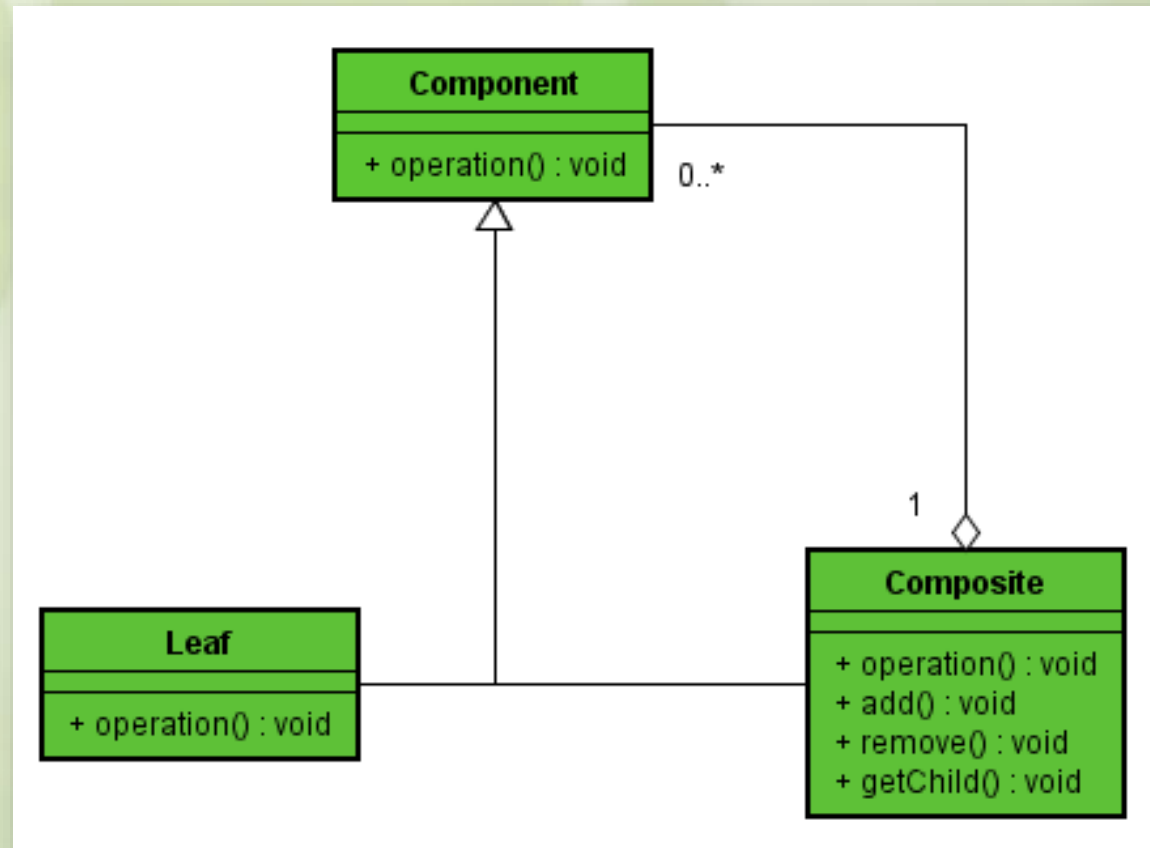 Component
+ operation() : void
0..*
1
Leaf
+ operation() : void
Composite
+ operation() : void
+ add() : void
+ remove() : void
+ getChild() : void